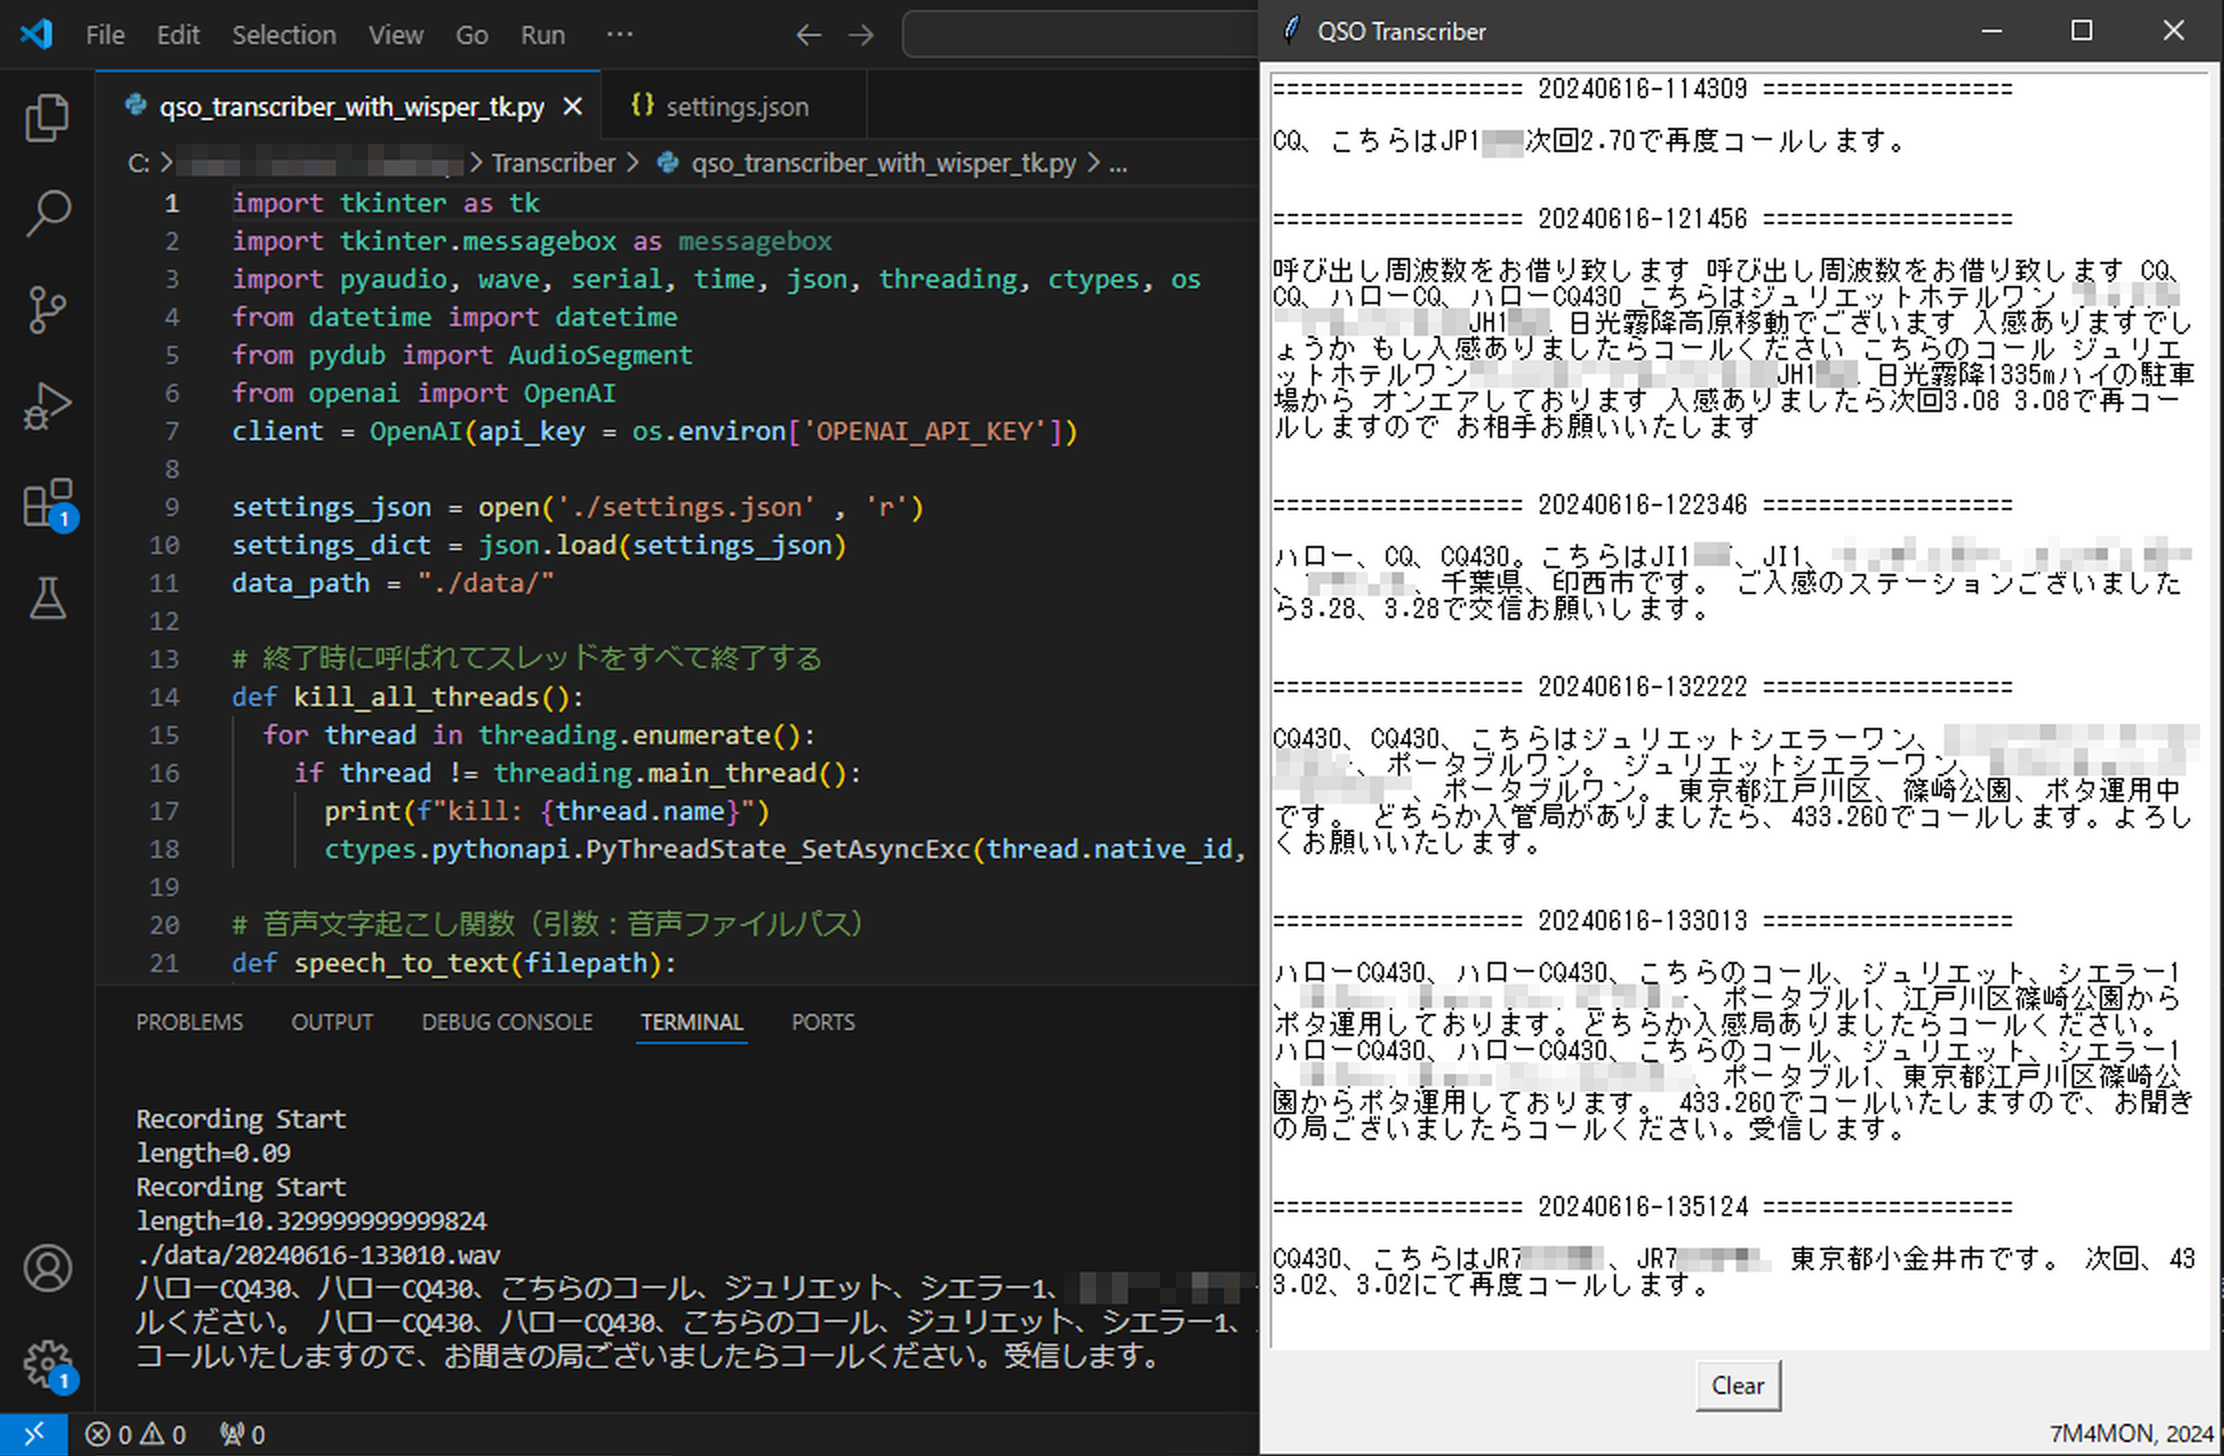 File Edit Selection View Go Run ...
qso_transcriber_with_wisper_tk.py
{} settings.json
C: > > Transcriber > qso_transcriber_with_wisper_tk.py > ...
1 import tkinter as tk
2 import tkinter.messagebox as messagebox
3 import pyaudio, wave, serial, time, json, threading, ctypes, os
4 from datetime import datetime
5 from pydub import AudioSegment
6 from openai import OpenAI
7 client = OpenAI(api_key = os.environ['OPENAI_API_KEY'])
8
9 settings_json = open('./settings.json' , 'r')
10 settings_dict = json.load(settings_json)
11 data_path = "./data/"
12
13 # 終了時に呼ばれてスレッドをすべて終了する
14 def kill_all_threads():
15 for thread in threading.enumerate():
16 if thread != threading.main_thread():
17 print(f"kill: {thread.name}")
18 ctypes.pythonapi.PyThreadState_SetAsyncExc(thread.native_id,
19
20 # 音声文字起こし関数（引数：音声ファイルパス）
21 def speech_to_text(filepath):
PROBLEMS OUTPUT DEBUG CONSOLE TERMINAL PORTS
Recording Start
length=0.09
Recording Start
length=10.329999999999824
./data/20240616-133010.wav
ハローCQ430、ハローCQ430、こちらのコール、ジュリエット、シエラー1、
ルください。 ハローCQ430、ハローCQ430、こちらのコール、ジュリエット、シエラー1、
コールいたしますので、お聞きの局ございましたらコールください。受信します。
1
1
0 0 0
QSO Transcriber
================== 20240616-114309 ==================
CQ、こちらはJP1 次回2.70で再度コールします。
================== 20240616-121456 ==================
呼び出し周波数をお借り致します 呼び出し周波数をお借り致します CQ、
CQ、ハローCQ、ハローCQ430 こちらはジュリエットホテルワン
JH1 日光霧降高原移動でございます 入感ありますでし
ょうか もし入感ありましたらコールください こちらのコール ジュリエ
ットホテルワン JH1 日光霧降1335mハイの駐車
場から オンエアしております 入感ありましたら次回3.08 3.08で再コー
ルしますので お相手お願いいたします
================== 20240616-122346 ==================
ハロー、CQ、CQ430。こちらはJI1 、JI1、
、 、千葉県、印西市です。 ご入感のステーションございました
ら3.28、3.28で交信お願いします。
================== 20240616-132222 ==================
CQ430、CQ430、こちらはジュリエットシエラーワン、
、ポータブルワン。 ジュリエットシエラーワン、
、ポータブルワン。 東京都江戸川区、篠崎公園、ポタ運用中
です。 どちらか入管局がありましたら、433.260でコールします。よろし
くお願いいたします。
================== 20240616-133013 ==================
ハローCQ430、ハローCQ430、こちらのコール、ジュリエット、シエラー1
、 、ポータブル1、江戸川区篠崎公園から
ポタ運用しております。どちらか入感局ありましたらコールください。
ハローCQ430、ハローCQ430、こちらのコール、ジュリエット、シエラー1
、 、ポータブル1、東京都江戸川区篠崎公
園からポタ運用しております。 433.260でコールいたしますので、お聞き
の局ございましたらコールください。受信します。
================== 20240616-135124 ==================
CQ430、こちらはJR7 、JR7 東京都小金井市です。 次回、43
3.02、3.02にて再度コールします。
Clear
7M4MON, 2024